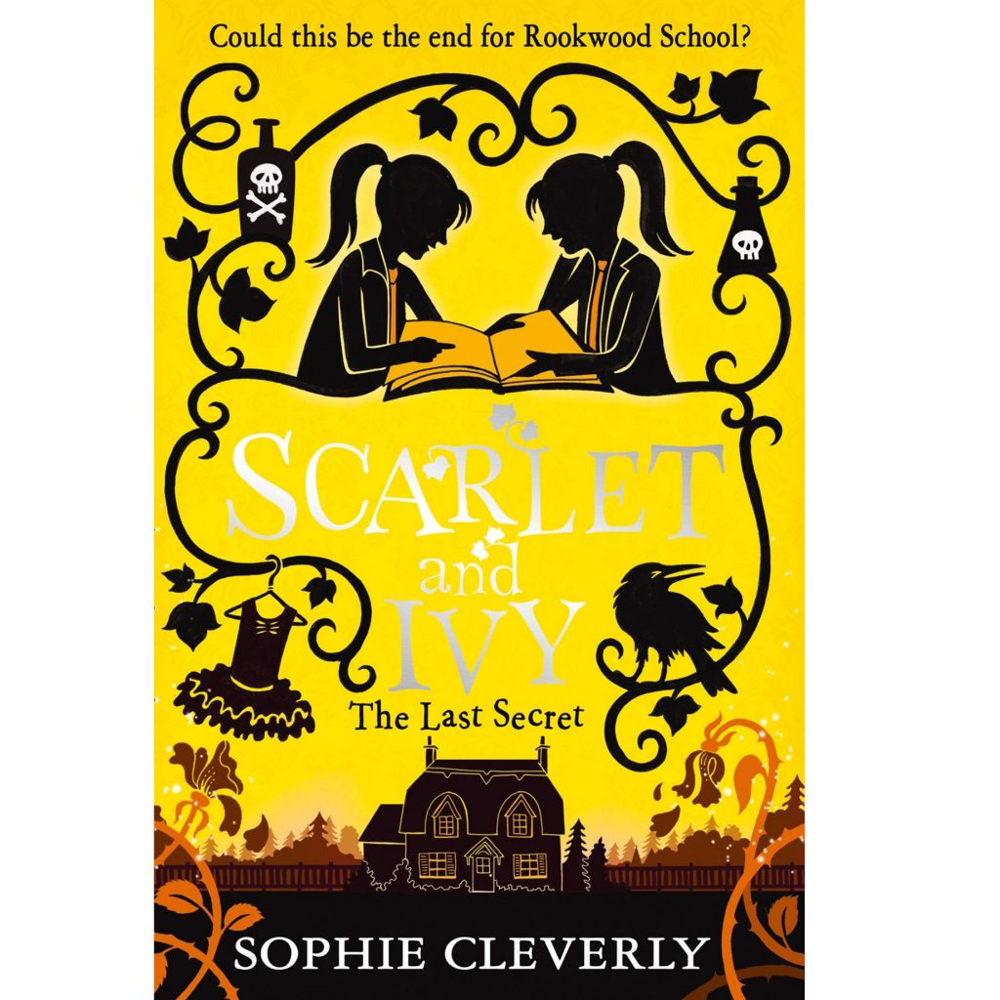 Could this be the end for Rookwood School?
SCARLET
and
IVY
The Last Secret
SOPHIE CLEVERLY